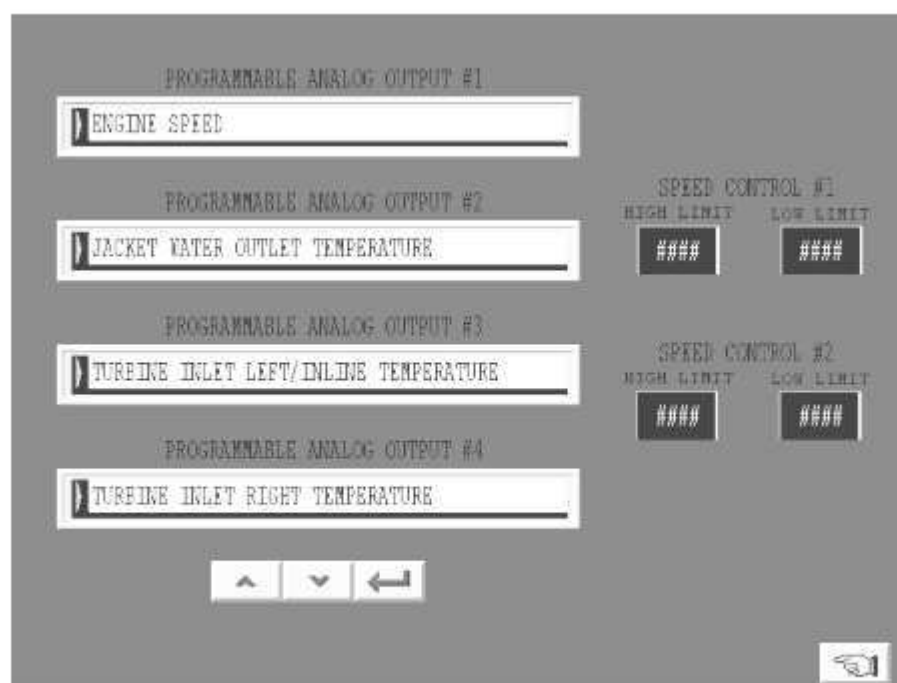 PROGRAMMABLE ANALOG OUTPUT #1
ENGINE SPEED
PROGRAMMABLE ANALOG OUTPUT #2
JACKET WATER OUTLET TEMPERATURE
PROGRAMMABLE ANALOG OUTPUT #3
TURBINE INLET LEFT/INLINE TEMPERATURE
PROGRAMMABLE ANALOG OUTPUT #4
TURBINE INLET RIGHT TEMPERATURE
SPEED CONTROL #1
HIGH LIMIT LOW LIMIT
#### ####
SPEED CONTROL #2
HIGH LIMIT LOW LIMIT
#### ####